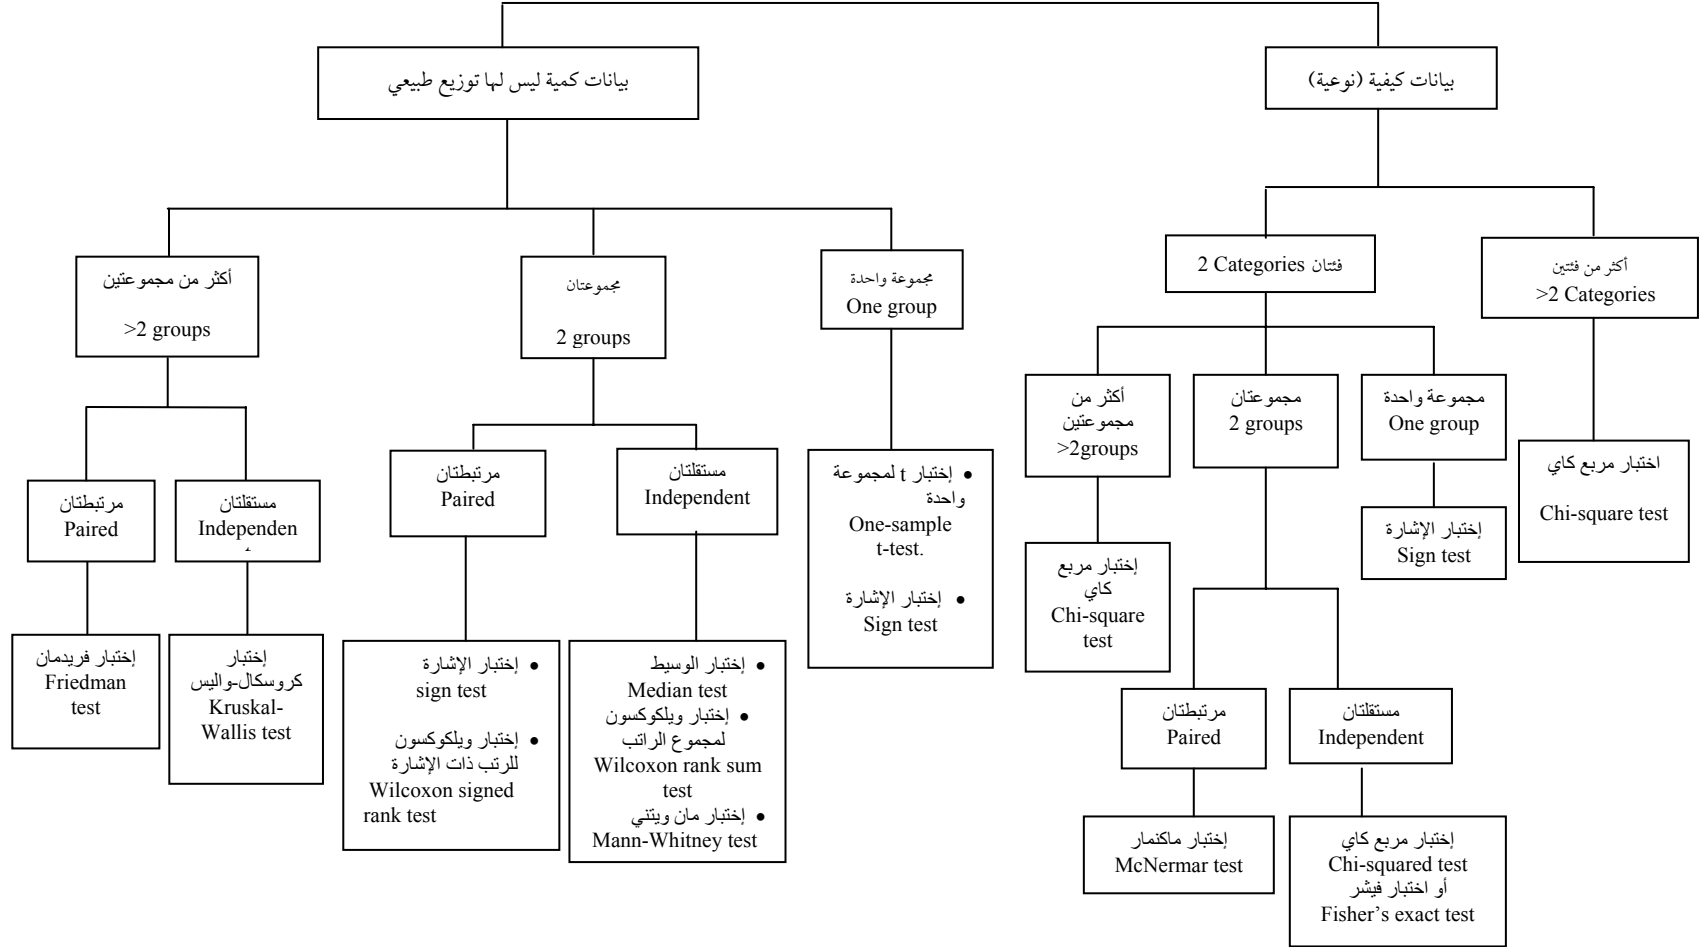 بيانات كمية ليس لها توزيع طبيعي
بيانات كيفية (نوعية)
أكثر من مجموعتين
>2 groups
مجموعتان
2 groups
مجموعة واحدة
One group
فئتان 2 Categories
أكثر من فئتين
>2 Categories
أكثر من
مجموعتين
>2groups
مجموعتان
2 groups
مجموعة واحدة
One group
اختبار مربع كاي
Chi-square test
مرتبطتان
Paired
مستقلتان
Independen
مرتبطتان
Paired
مستقلتان
Independent
• إختبار t لمجموعة
واحدة
One-sample
t-test.
• إختبار الإشارة
Sign test
إختبار مربع
كاي
Chi-square
test
إختبار الإشارة
Sign test
إختبار فريدمان
Friedman
test
إختبار
كروسكال-واليس
Kruskal-
Wallis test
• إختبار الإشارة
sign test
• إختبار ويلكوكسون
للرتب ذات الإشارة
Wilcoxon signed
rank test
• إختبار الوسيط
Median test
• إختبار ويلكوكسون
لمجموع الراتب
Wilcoxon rank sum
test
• إختبار مان ويتني
Mann-Whitney test
مرتبطتان
Paired
مستقلتان
Independent
إختبار ماكنمار
McNermar test
إختبار مربع كاي
Chi-squared test
أو اختبار فيشر
Fisher's exact test